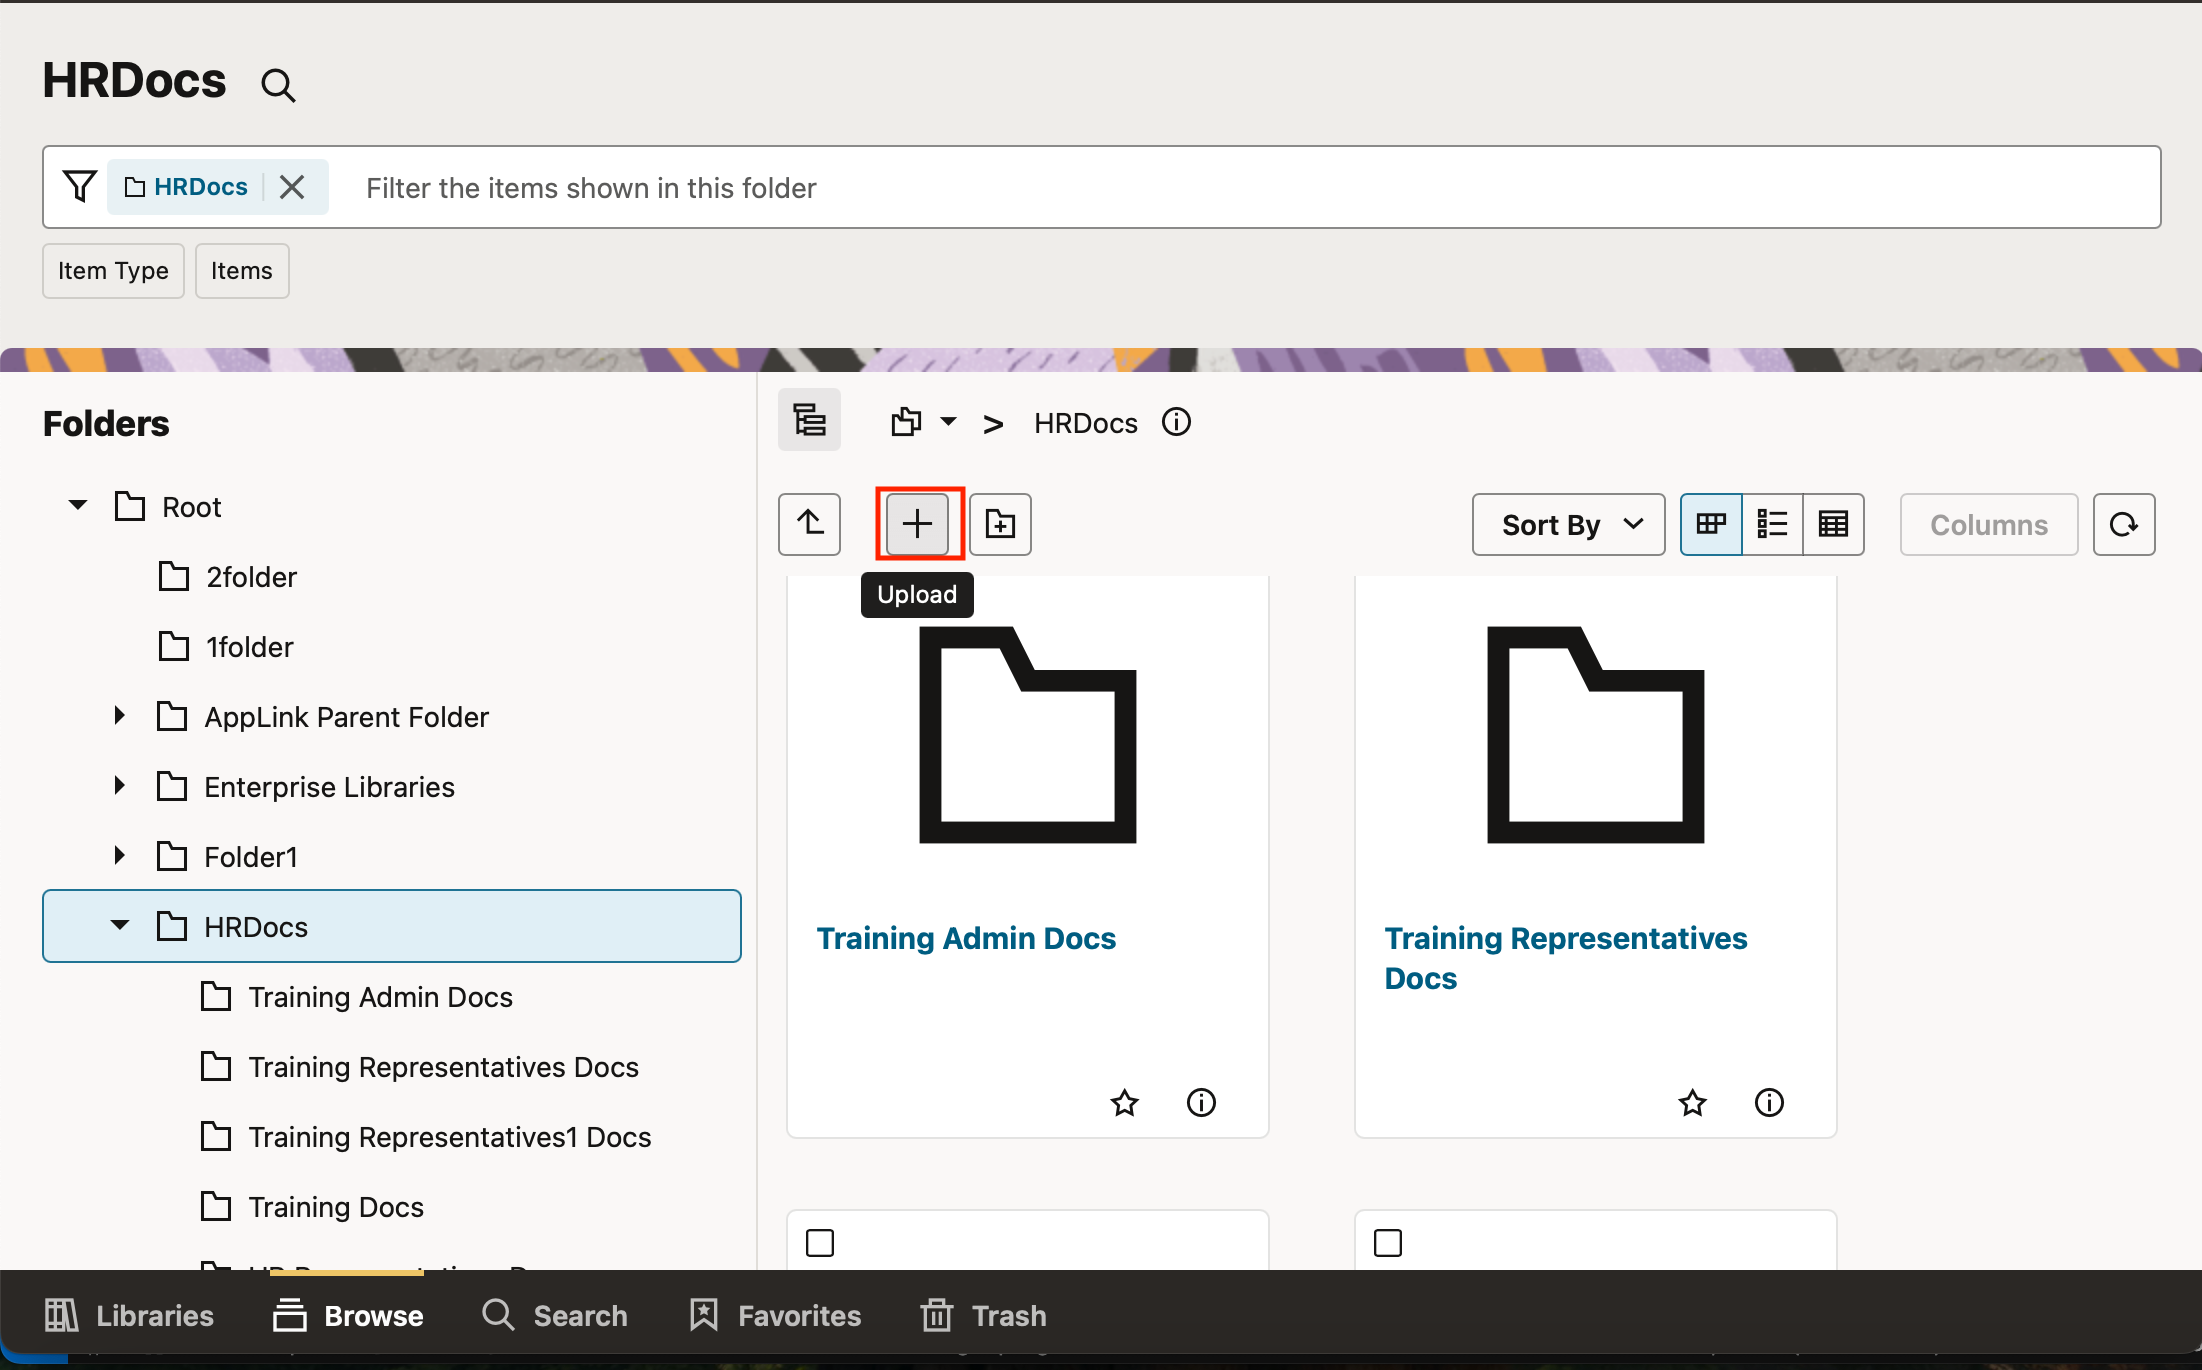 HRDocs
HRDocs
Filter the items shown in this folder
Item Type
Items
Folders
Root
2folder
1folder
AppLink Parent Folder
Enterprise Libraries
Folder1
HRDocs
Training Admin Docs
Training Representatives Docs
Training Representatives1 Docs
Training Docs
> HRDocs
Sort By
Columns
Upload
Training Admin Docs
Training Representatives
Docs
Libraries
Browse
Search
Favorites
Trash